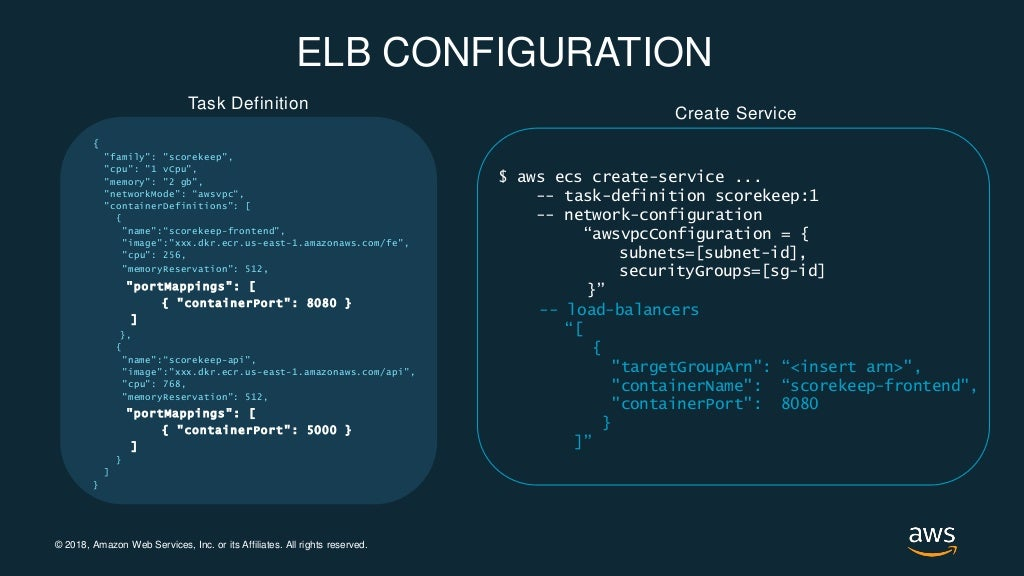 ELB CONFIGURATION
Task Definition
{
"family": "scorekeep",
"cpu": "1 vCpu",
"memory": "2 gb",
"networkMode": "awsvpc",
"containerDefinitions": [
{
"name":"scorekeep-frontend",
"image":"xxx.dkr.ecr.us-east-1.amazonaws.com/fe",
"cpu": 256,
"memoryReservation": 512,
"portMappings": [
{ "containerPort": 8080 }
]
},
{
"name":"scorekeep-api",
"image":"xxx.dkr.ecr.us-east-1.amazonaws.com/api",
"cpu": 768,
"memoryReservation": 512,
"portMappings": [
{ "containerPort": 5000 }
]
}
]
}
Create Service
$ aws ecs create-service ...
-- task-definition scorekeep:1
-- network-configuration
“awsvpcConfiguration = {
subnets=[subnet-id],
securityGroups=[sg-id]
}”
-- load-balancers
“[
{
"targetGroupArn": “<insert arn>",
"containerName": “scorekeep-frontend",
"containerPort": 8080
}
]”
© 2018, Amazon Web Services, Inc. or its Affiliates. All rights reserved.
aws